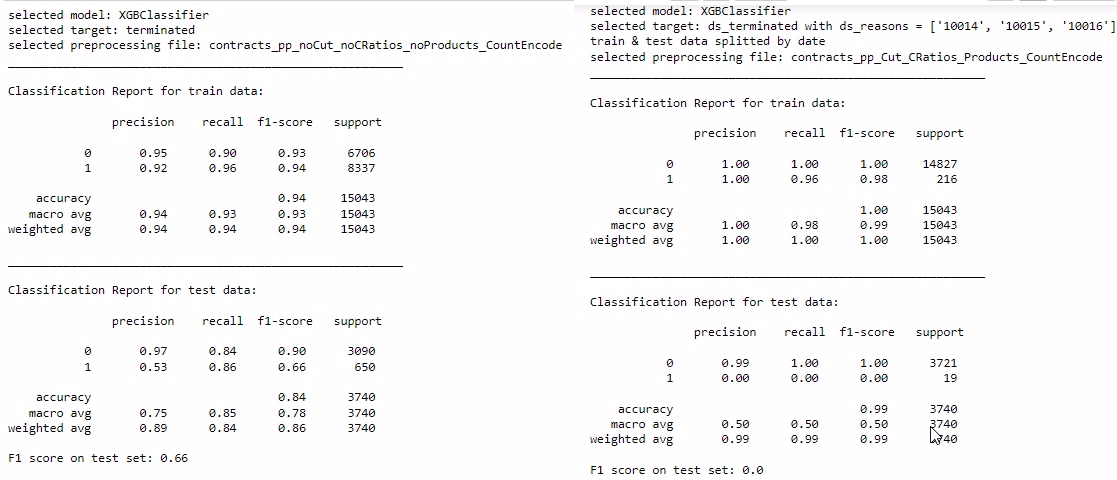 selected model: XGBClassifier
selected target: terminated
selected preprocessing file: contracts_pp_noCut_noCRatios_noProducts_CountEncode
Classification Report for train data:
precision recall f1-score support
0 0.95 0.90 0.93 6706
1 0.92 0.96 0.94 8337
accuracy 0.94 15043
macro avg 0.94 0.93 0.93 15043
weighted avg 0.94 0.94 0.94 15043
Classification Report for test data:
precision recall f1-score support
0 0.97 0.84 0.90 3090
1 0.53 0.86 0.66 650
accuracy 0.84 3740
macro avg 0.75 0.85 0.78 3740
weighted avg 0.89 0.84 0.86 3740
F1 score on test set: 0.66
selected model: XGBClassifier
selected target: ds_terminated with ds_reasons = ['10014', '10015', '10016']
train & test data splitted by date
selected preprocessing file: contracts_pp_Cut_CRatios_Products_CountEncode
Classification Report for train data:
precision recall f1-score support
0 1.00 1.00 1.00 14827
1 1.00 0.96 0.98 216
accuracy 1.00 15043
macro avg 1.00 0.98 0.99 15043
weighted avg 1.00 1.00 1.00 15043
Classification Report for test data:
precision recall f1-score support
0 0.99 1.00 1.00 3721
1 0.00 0.00 0.00 19
accuracy 0.99 3740
macro avg 0.50 0.50 0.50 3740
weighted avg 0.99 0.99 0.99 3740
F1 score on test set: 0.0